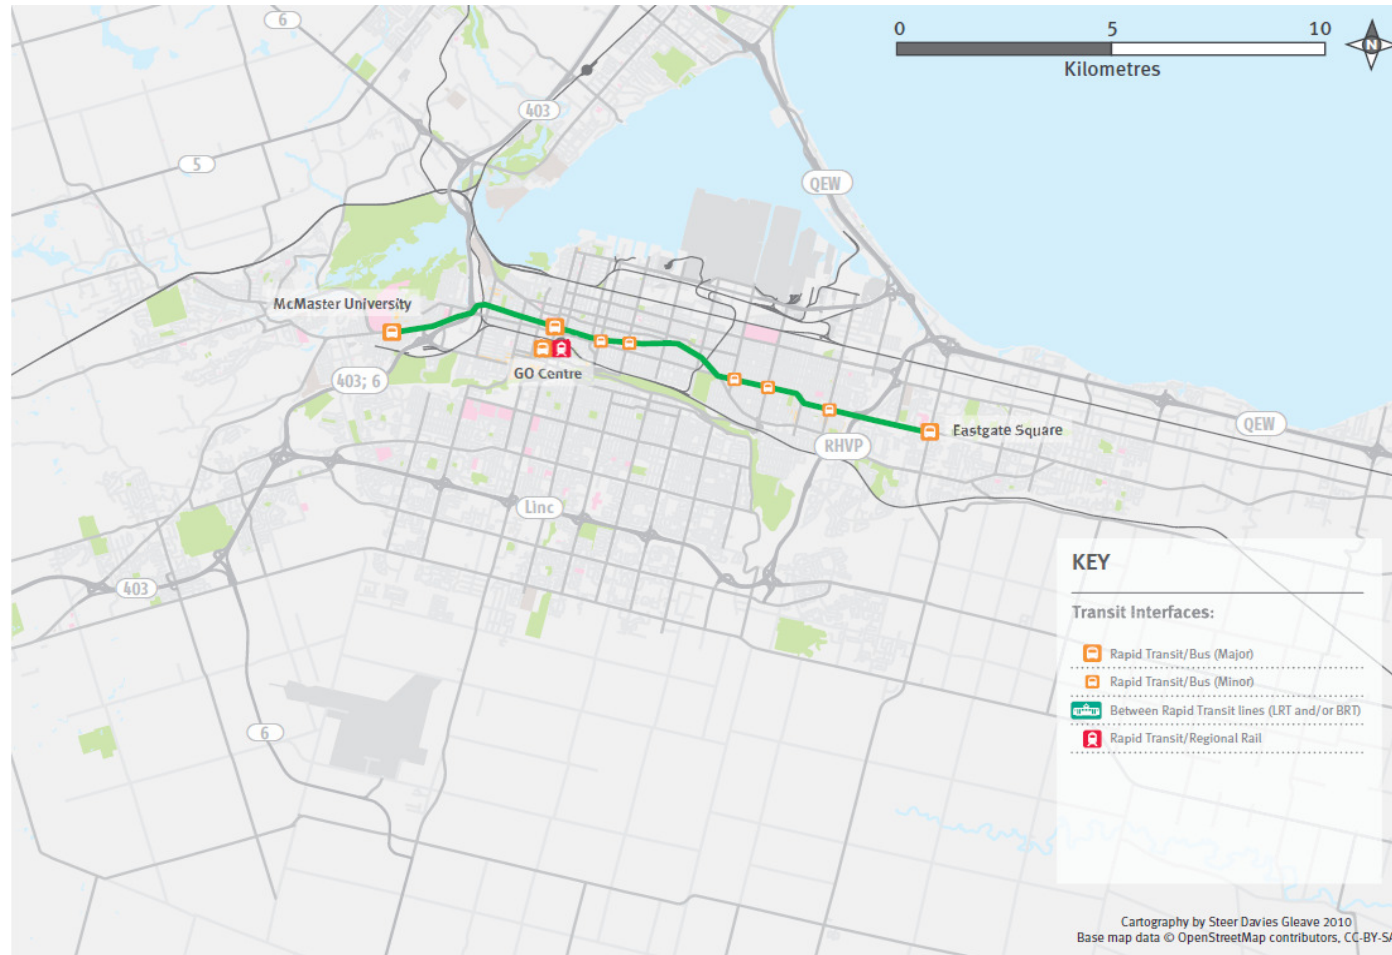 6
0 5 10
Kilometres
N
403
5
QEW
McMaster University
GO Centre
403; 6
Eastgate Square
QEW
RHVP
Linc
403
6
KEY
Transit Interfaces:
Rapid Transit/Bus (Major)
Rapid Transit/Bus (Minor)
Between Rapid Transit lines (LRT and/or BRT)
Rapid Transit/Regional Rail
Cartography by Steer Davies Gleave 2010
Base map data © OpenStreetMap contributors, CC-BY-SA